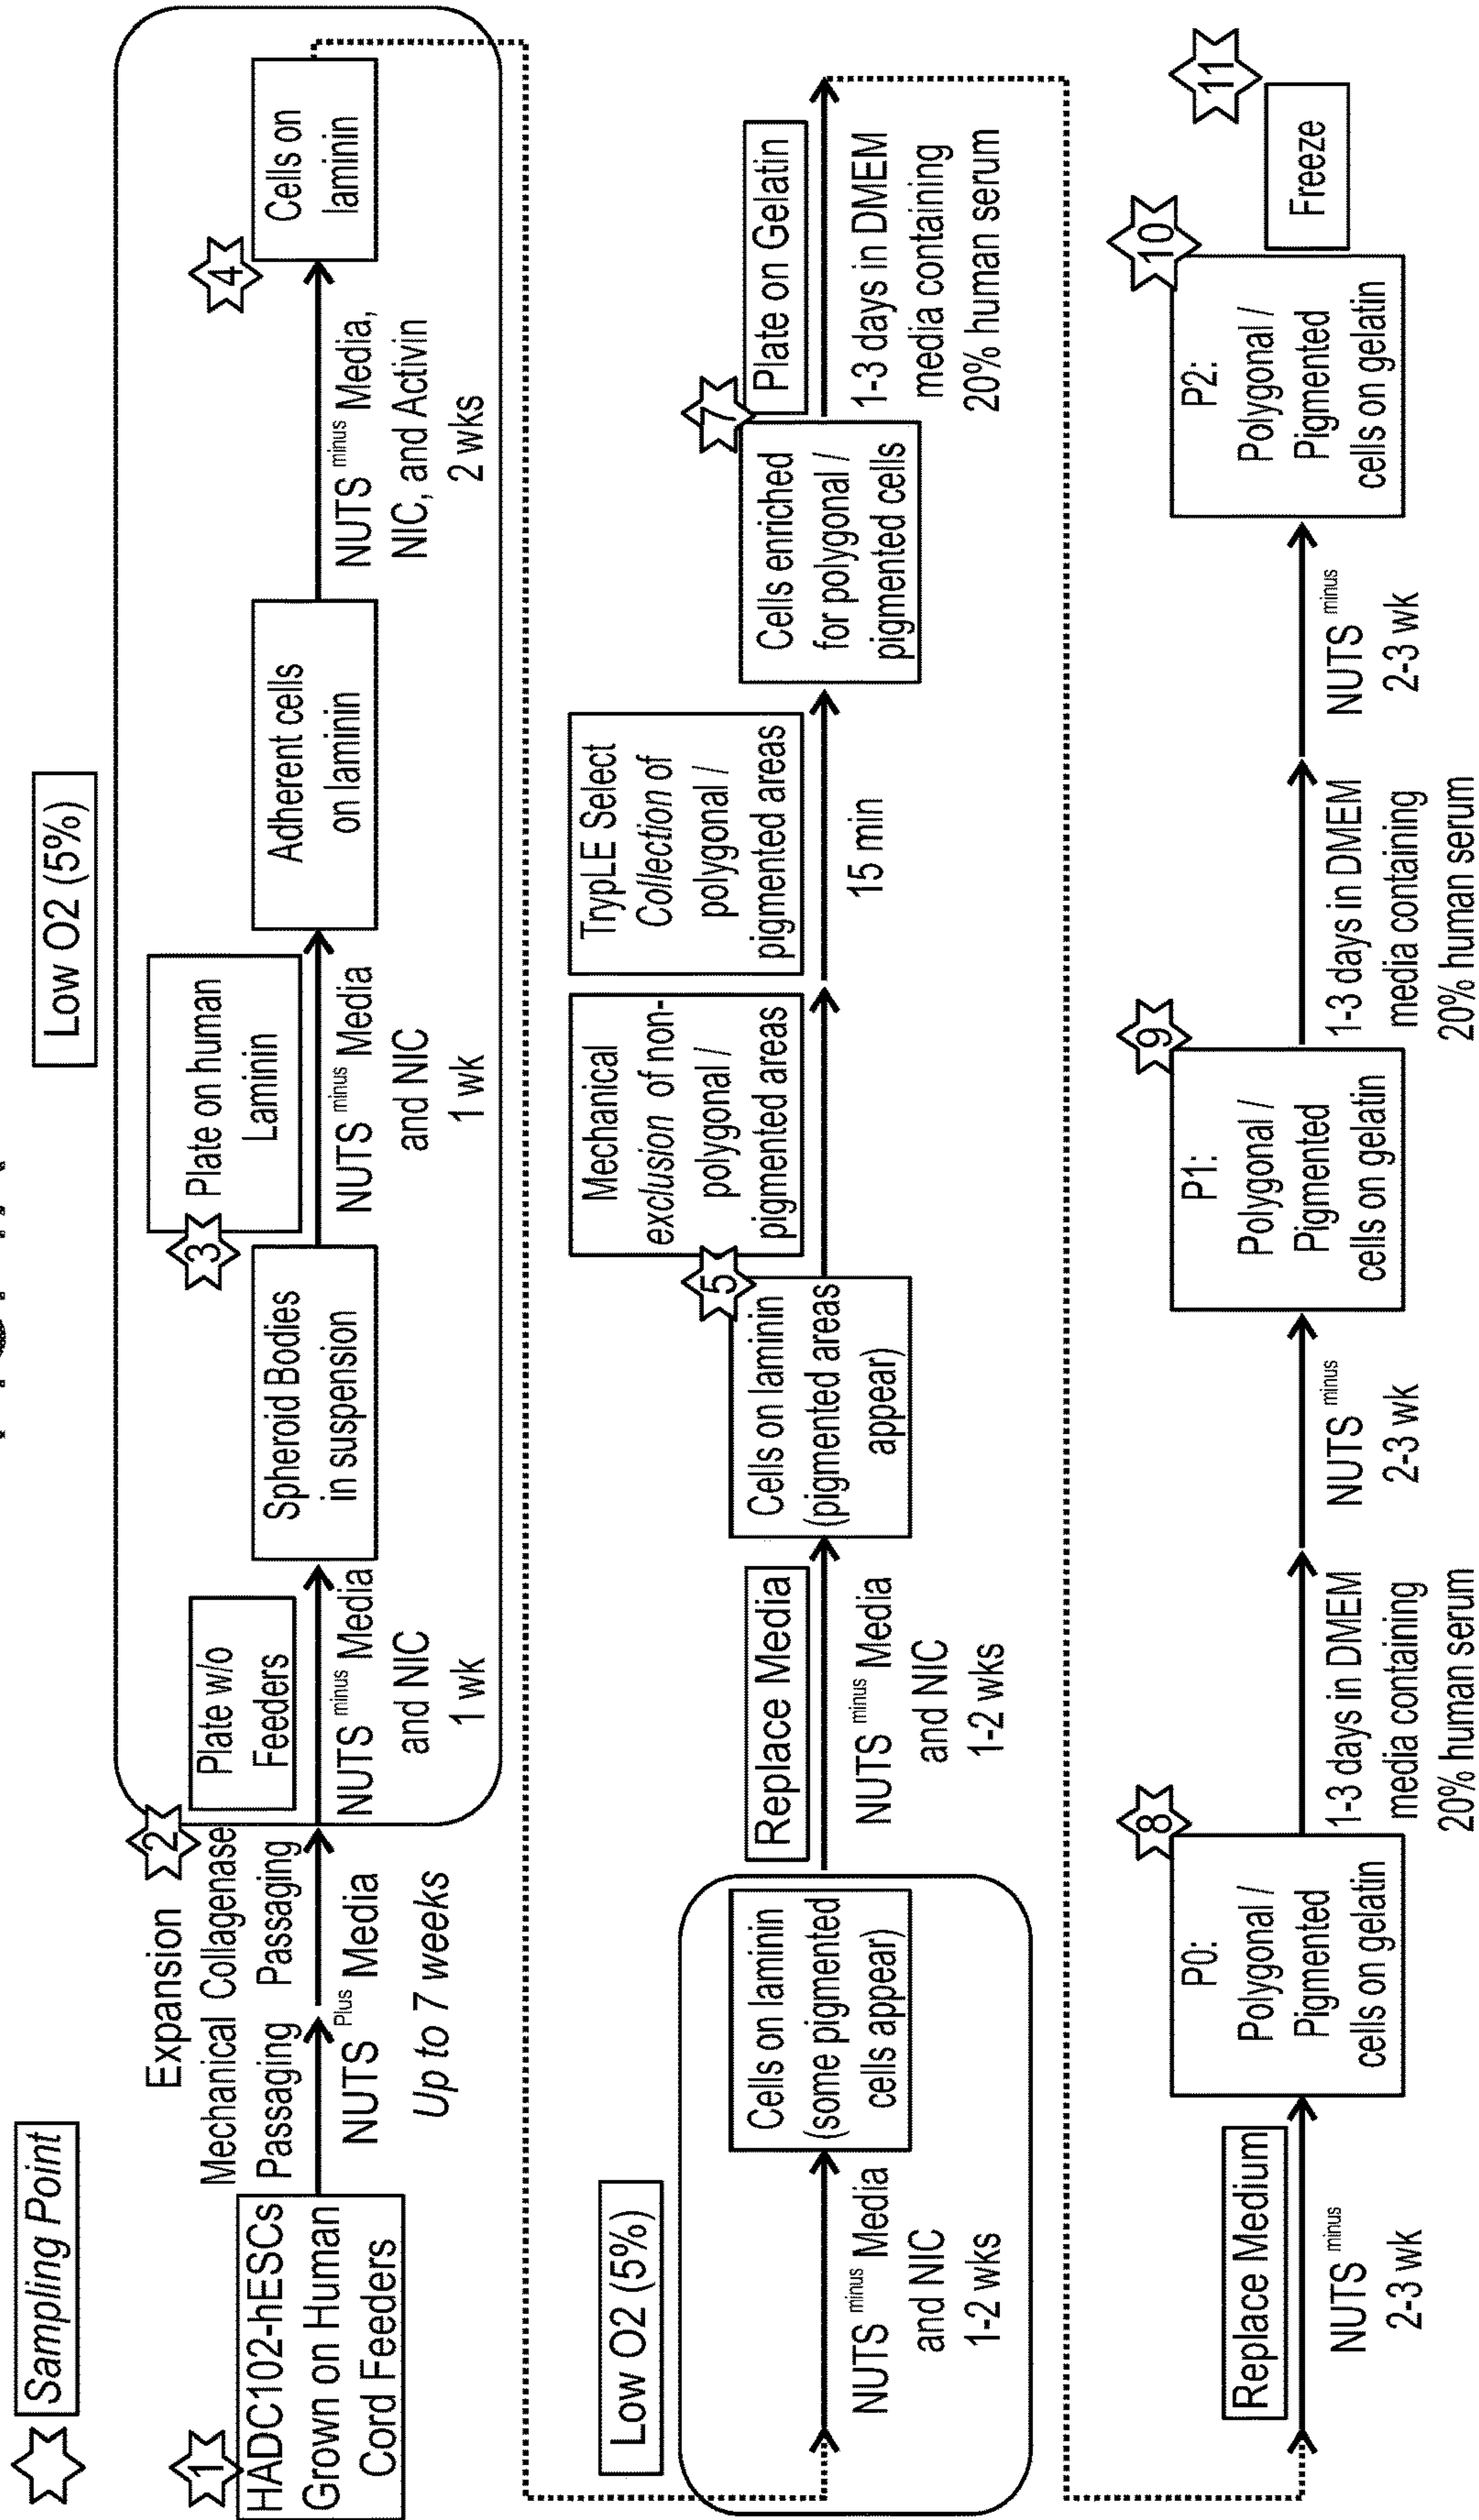 Sampling Point
Low O2 (5%)
1
HADC102-hESCs
Grown on Human
Cord Feeders
Expansion
Mechanical Collagenase
Passaging Passaging
NUTS Plus Media
Up to 7 weeks
2
Plate w/o
Feeders
NUTS minus Media
and NIC
1 wk
Spheroid Bodies
in suspension
3
Plate on human
Laminin
NUTS minus Media
and NIC
1 wk
Adherent cells
on laminin
NUTS minus Media,
NIC, and Activin
2 wks
4
Cells on
laminin
Low O2 (5%)
NUTS minus Media
and NIC
1-2 wks
Cells on laminin
(some pigmented
cells appear)
Replace Media
NUTS minus Media
and NIC
1-2 wks
Cells on laminin
(pigmented areas
appear)
5
Mechanical
exclusion of non-
polygonal /
pigmented areas
TrypLE Select
Collection of
polygonal /
pigmented areas
15 min
Cells enriched
for polygonal /
pigmented cells
7
Plate on Gelatin
1-3 days in DMEM
media containing
20% human serum
Replace Medium
NUTS minus
2-3 wk
8
P0:
Polygonal /
Pigmented
cells on gelatin
1-3 days in DMEM
media containing
20% human serum
NUTS minus
2-3 wk
9
P1:
Polygonal /
Pigmented
cells on gelatin
1-3 days in DMEM
media containing
20% human serum
NUTS minus
2-3 wk
10
P2:
Polygonal /
Pigmented
cells on gelatin
11
Freeze